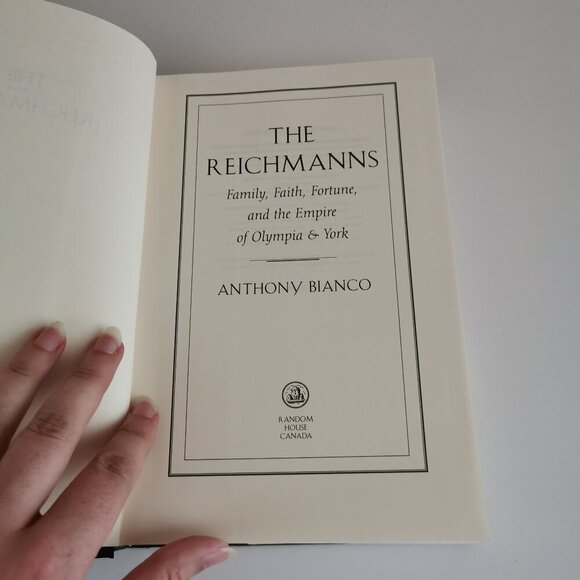 THE
REICHMANNS
Family, Faith, Fortune,
and the Empire
of Olympia & York
ANTHONY BIANCO
RANDOM
HOUSE
CANADA